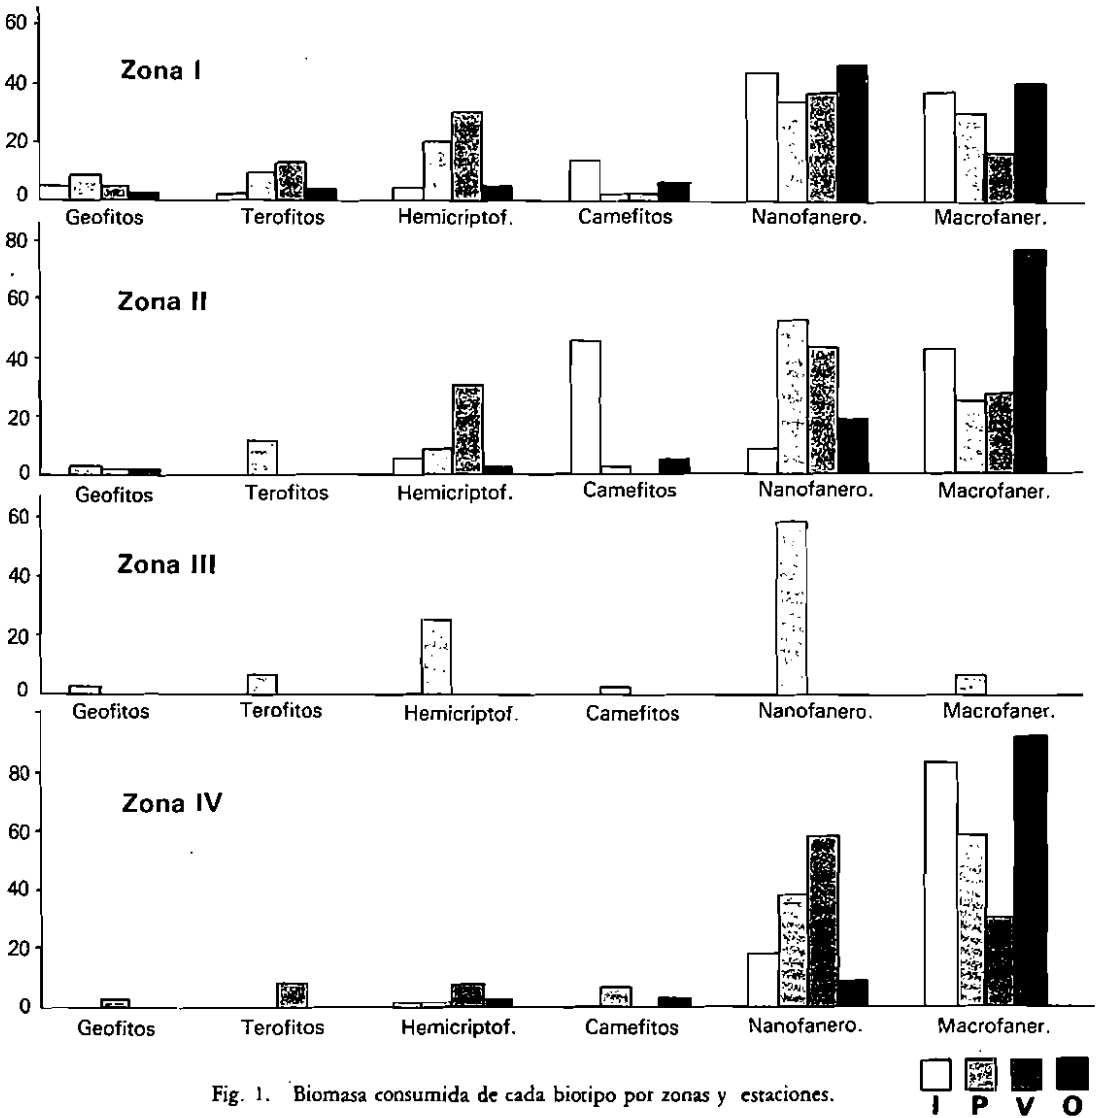 60
Zona I
40
20
0
Geofitos Terofitos Hemicriptof. Camefitos Nanofanero. Macrofaner.
80
Zona II
60
40
20
0
Geofitos Terofitos Hemicriptof. Camefitos Nanofanero. Macrofaner.
60
Zona III
40
20
0
Geofitos Terofitos Hemicriptof. Camefitos Nanofanero. Macrofaner.
80
Zona IV
60
40
20
0
Geofitos Terofitos Hemicriptof. Camefitos Nanofanero. Macrofaner.
Fig. 1. Biomasa consumida de cada biotipo por zonas y estaciones.
I P V O